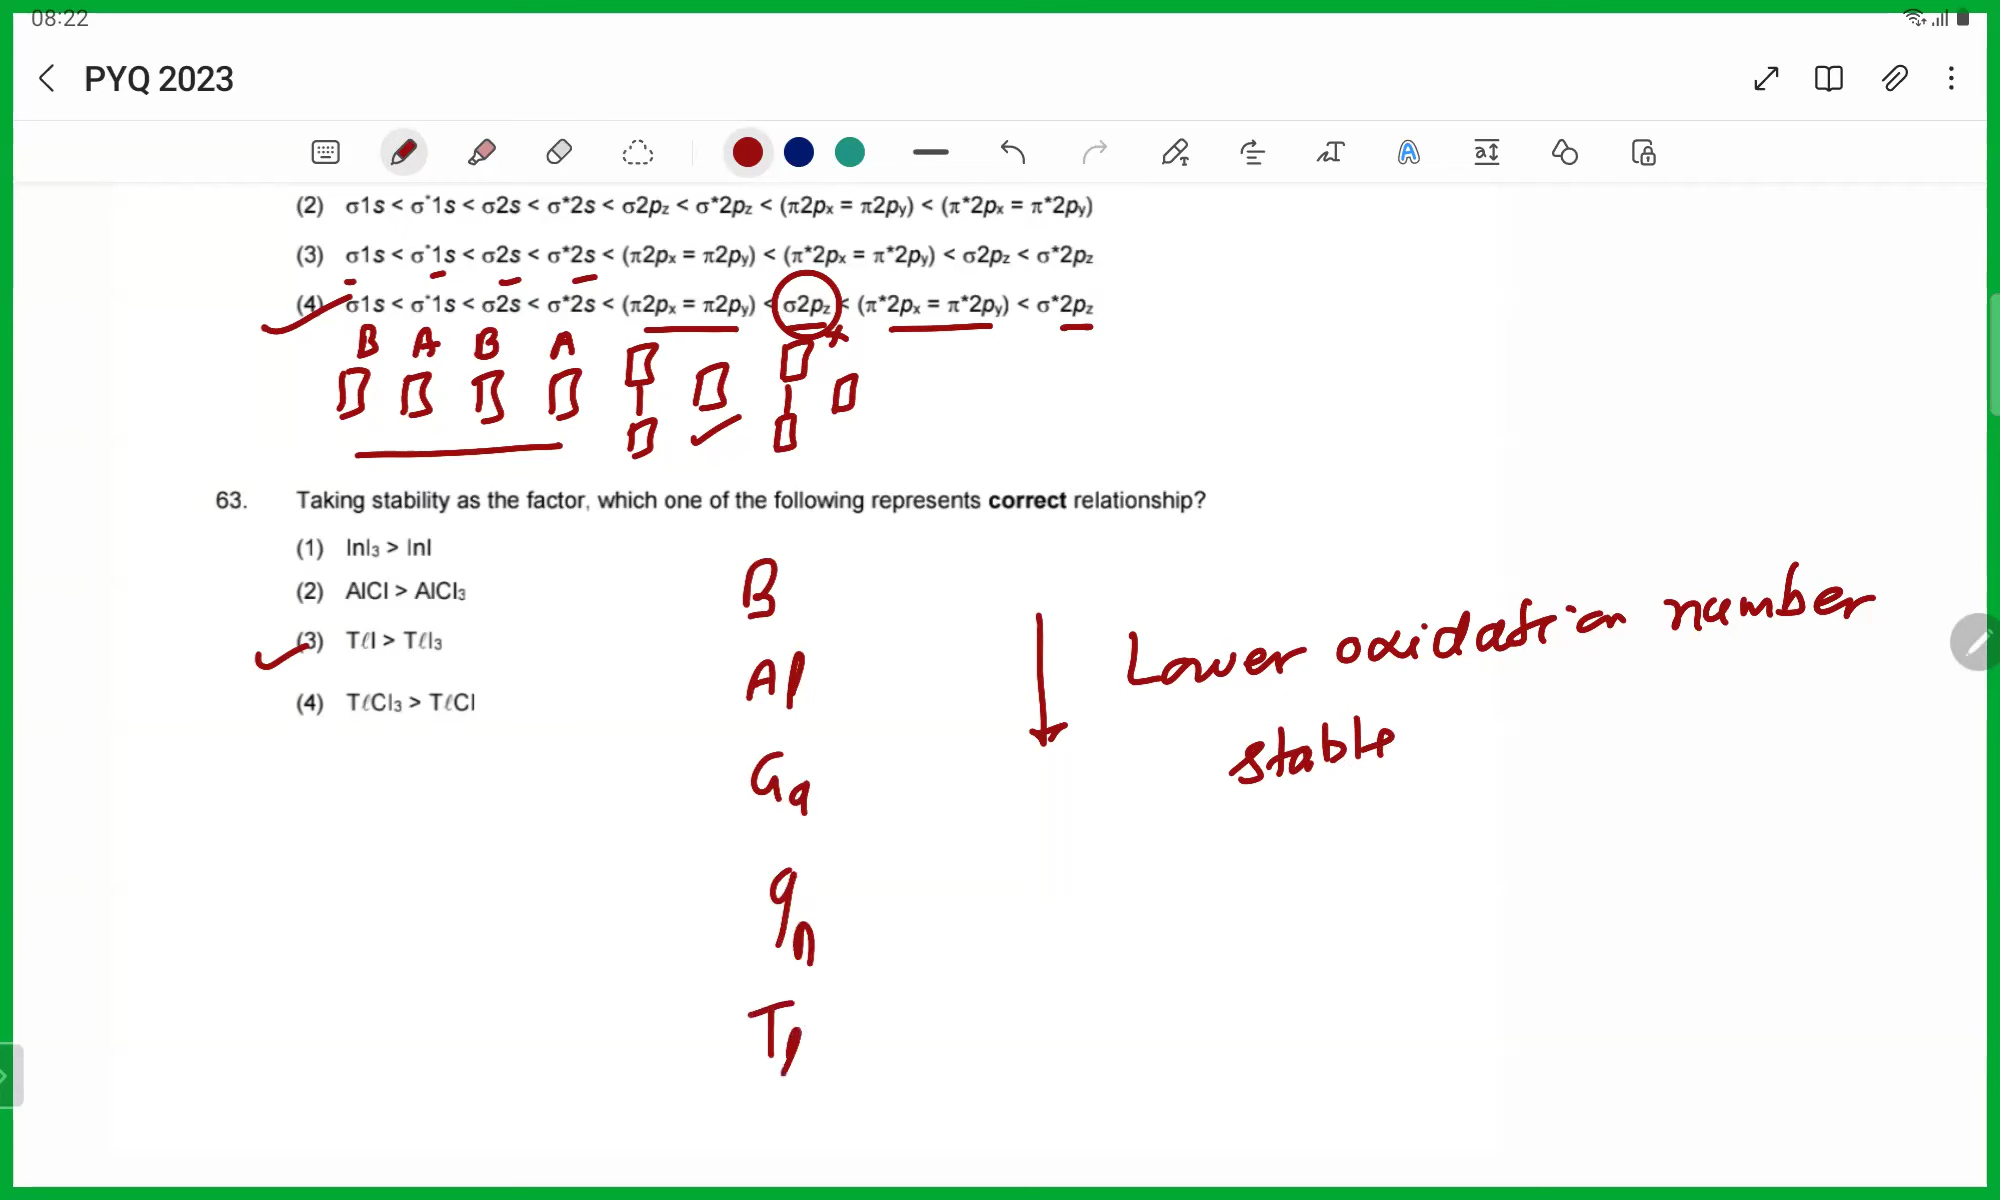 08:22
PYQ 2023
(2) σ1s < σ*1s < σ2s < σ*2s < σ2pz < σ*2pz < (π2px = π2py) < (π*2px = π*2py)
(3) σ1s < σ*1s < σ2s < σ*2s < (π2px = π2py) < (π*2px = π*2py) < σ2pz < σ*2pz
(4) σ1s < σ*1s < σ2s < σ*2s < (π2px = π2py) < σ2pz < (π*2px = π*2py) < σ*2pz
B A B A
63. Taking stability as the factor, which one of the following represents correct relationship?
(1) InI₃ > InI
(2) AlCl > AlCl₃
(3) TℓI > TℓI₃
(4) TℓCl₃ > TℓCl
B
Al
Ga
In
Tl
Lower oxidation number
stable